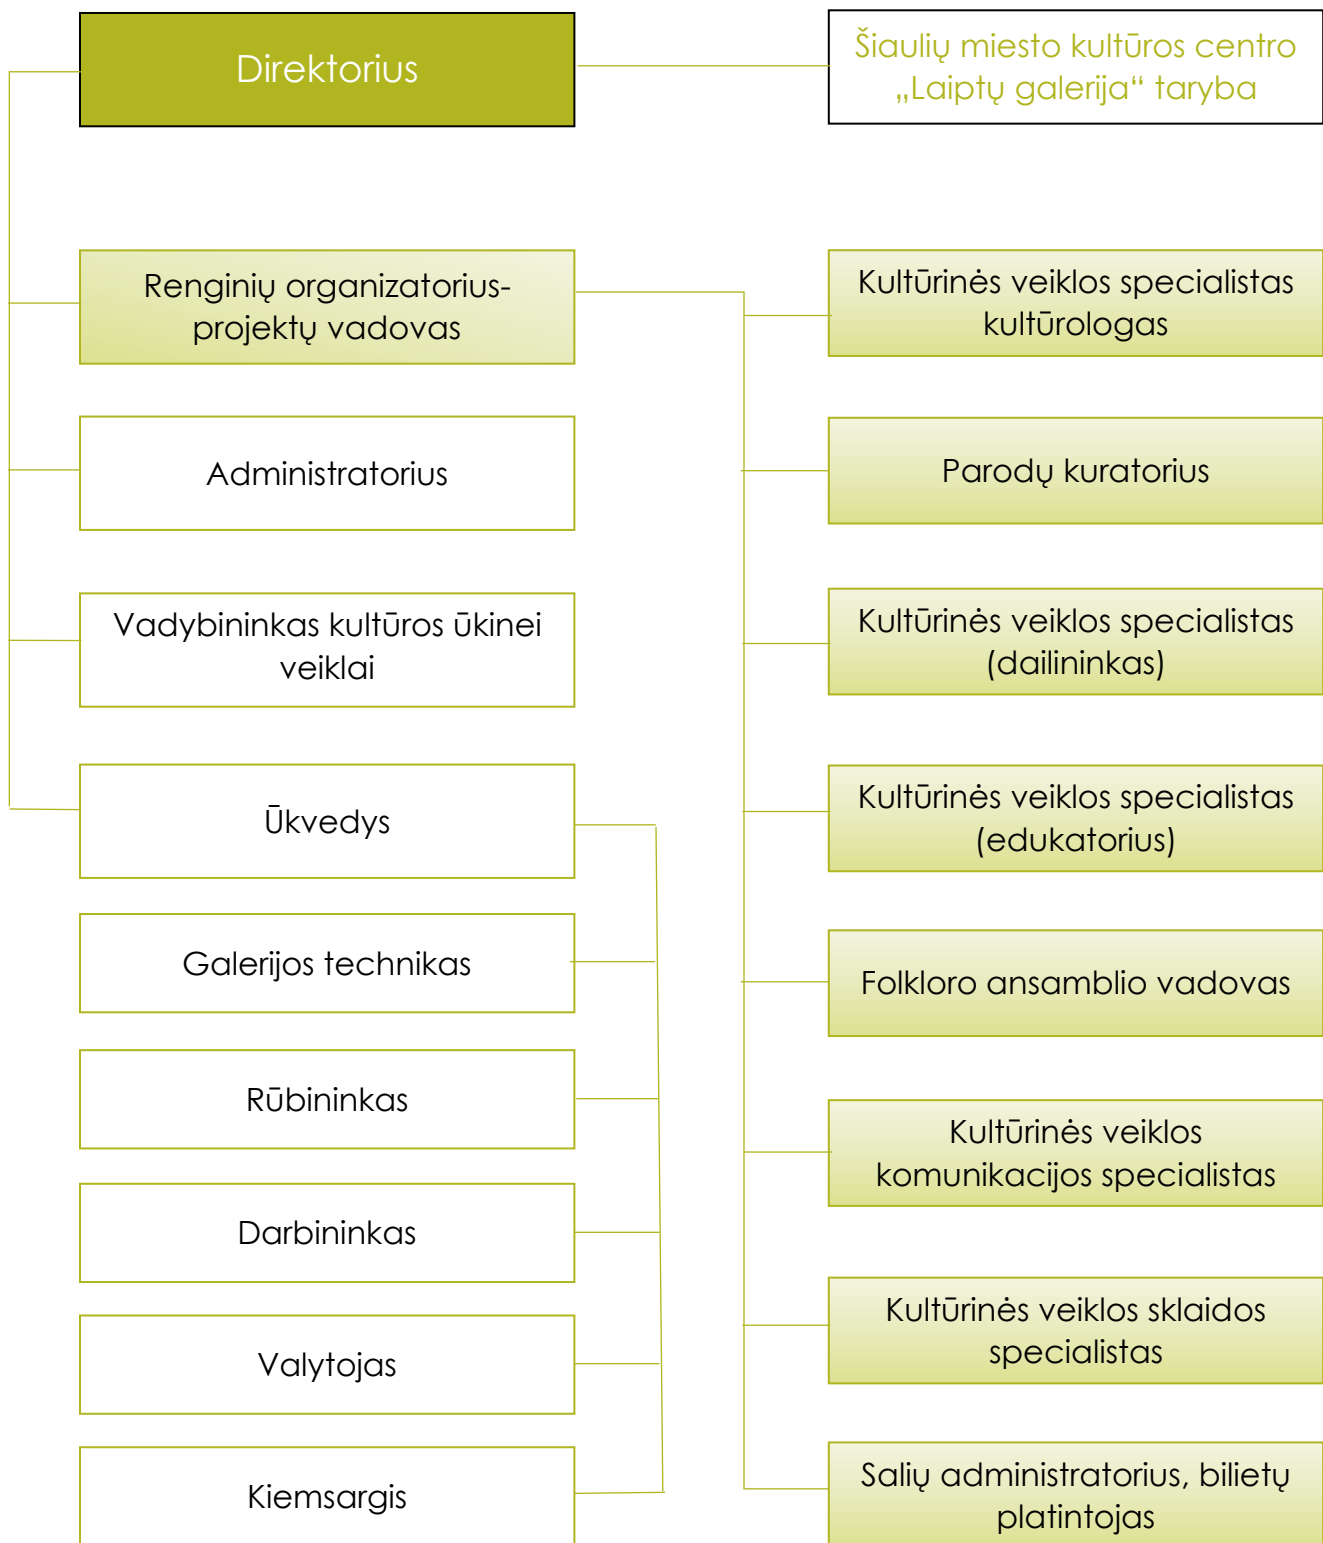 Direktorius
Šiaulių miesto kultūros centro
„Laiptų galerija“ taryba
Renginių organizatorius-
projektų vadovas
Administratorius
Vadybininkas kultūros ūkinei
veiklai
Ūkvedys
Galerijos technikas
Rūbininkas
Darbininkas
Valytojas
Kiemsargis
Kultūrinės veiklos specialistas
kultūrologas
Parodų kuratorius
Kultūrinės veiklos specialistas
(dailininkas)
Kultūrinės veiklos specialistas
(edukatorius)
Folkloro ansamblio vadovas
Kultūrinės veiklos
komunikacijos specialistas
Kultūrinės veiklos sklaidos
specialistas
Salių administratorius, bilietų
platintojas